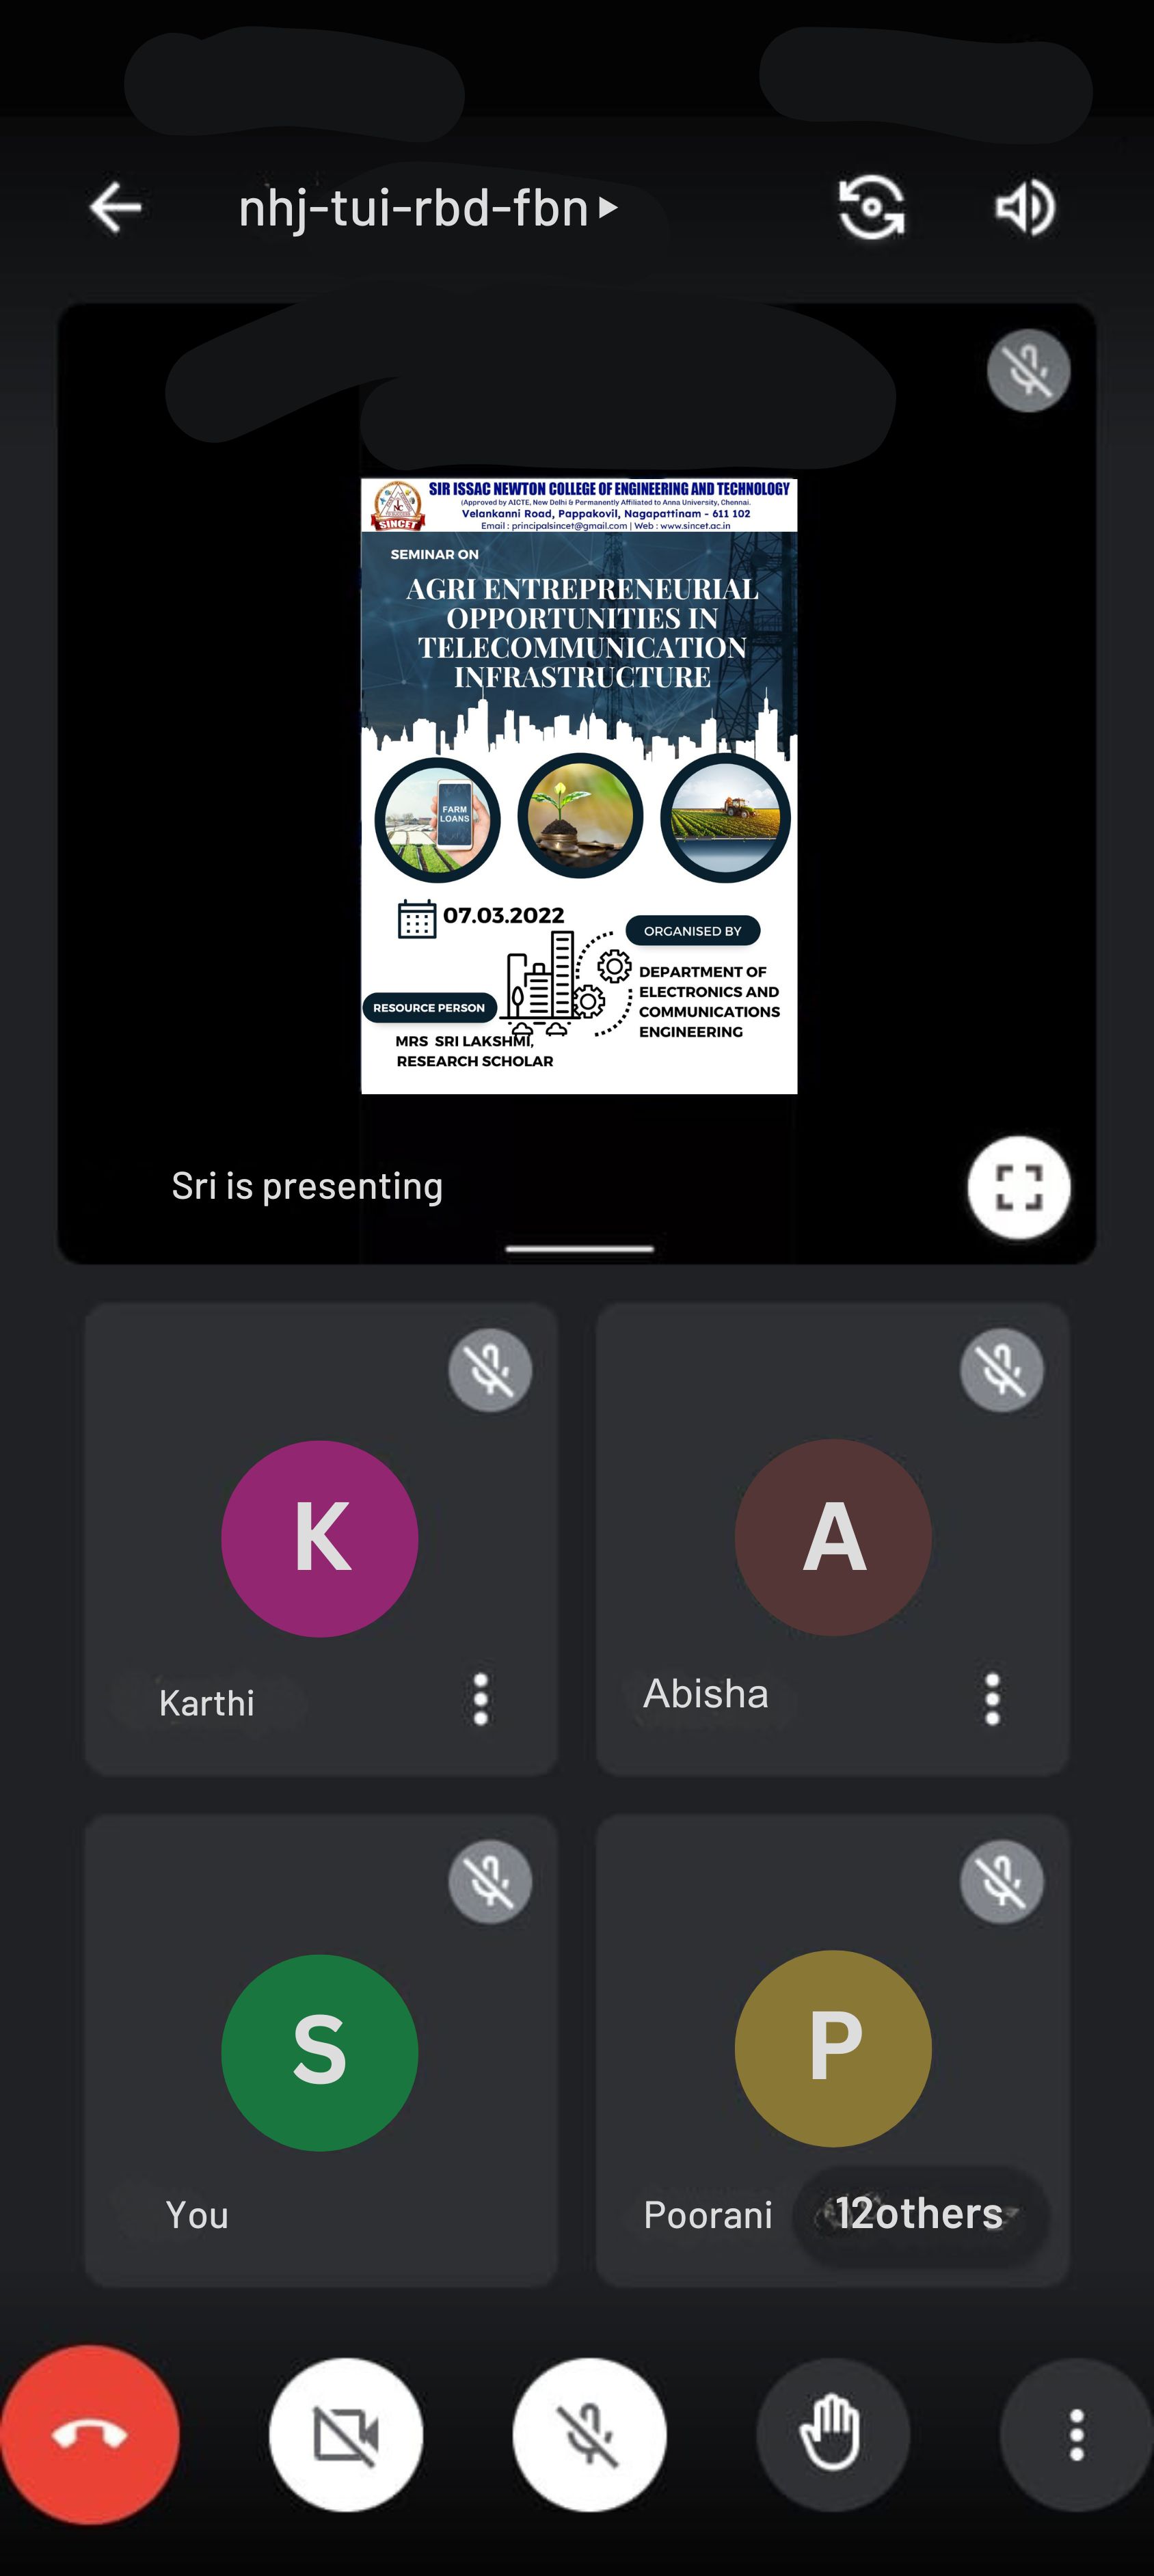 nhj-tui-rbd-fbn
SINCET
SIR ISSAC NEWTON COLLEGE OF ENGINEERING AND TECHNOLOGY
(Approved by AICTE, New Delhi & Permanently Affiliated to Anna University, Chennai.
Velankanni Road, Pappakovil, Nagapattinam - 611 102
Email : principalsincet@gmail.com | Web : www.sincet.ac.in
SEMINAR ON
AGRI ENTREPRENEURIAL
OPPORTUNITIES IN
TELECOMMUNICATION
INFRASTRUCTURE
FARM
LOANS
07.03.2022
ORGANISED BY
DEPARTMENT OF
ELECTRONICS AND
COMMUNICATIONS
ENGINEERING
RESOURCE PERSON
MRS SRI LAKSHMI,
RESEARCH SCHOLAR
Sri is presenting
K
Karthi
A
Abisha
S
You
P
Poorani
12others